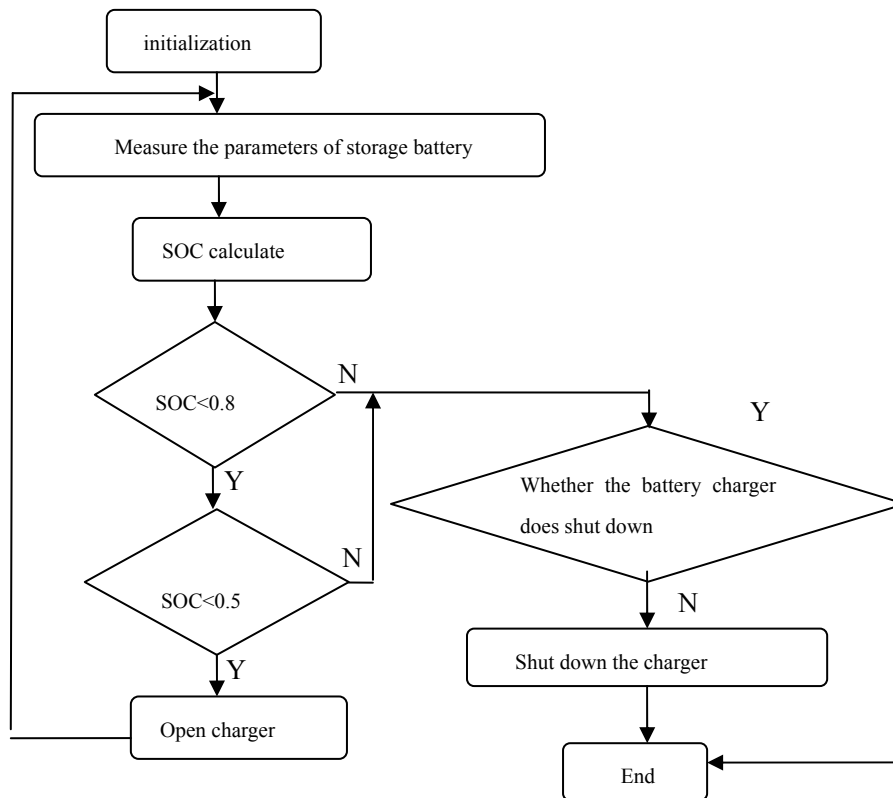 initialization
Measure the parameters of storage battery
SOC calculate
SOC<0.8
N
Y
Y
Whether the battery charger
does shut down
SOC<0.5
N
N
Y
Shut down the charger
Open charger
End